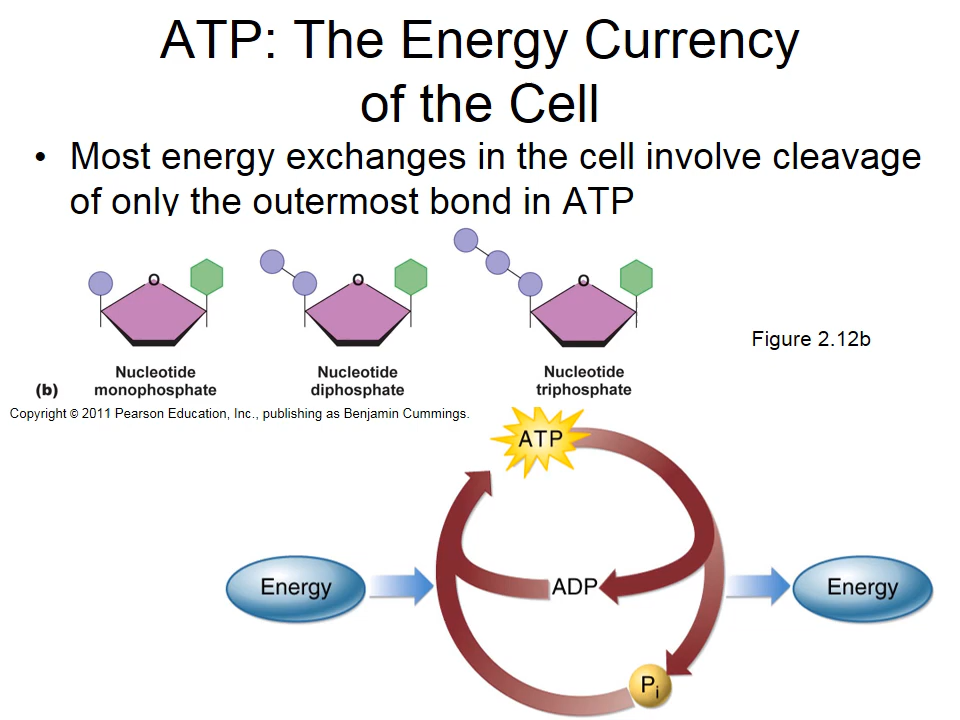 ATP: The Energy Currency
of the Cell
• Most energy exchanges in the cell involve cleavage
of only the outermost bond in ATP
O
O
O
Figure 2.12b
(b)
Nucleotide
monophosphate
Nucleotide
diphosphate
Nucleotide
triphosphate
Copyright © 2011 Pearson Education, Inc., publishing as Benjamin Cummings.
ATP
Energy
ADP
Energy
Pi